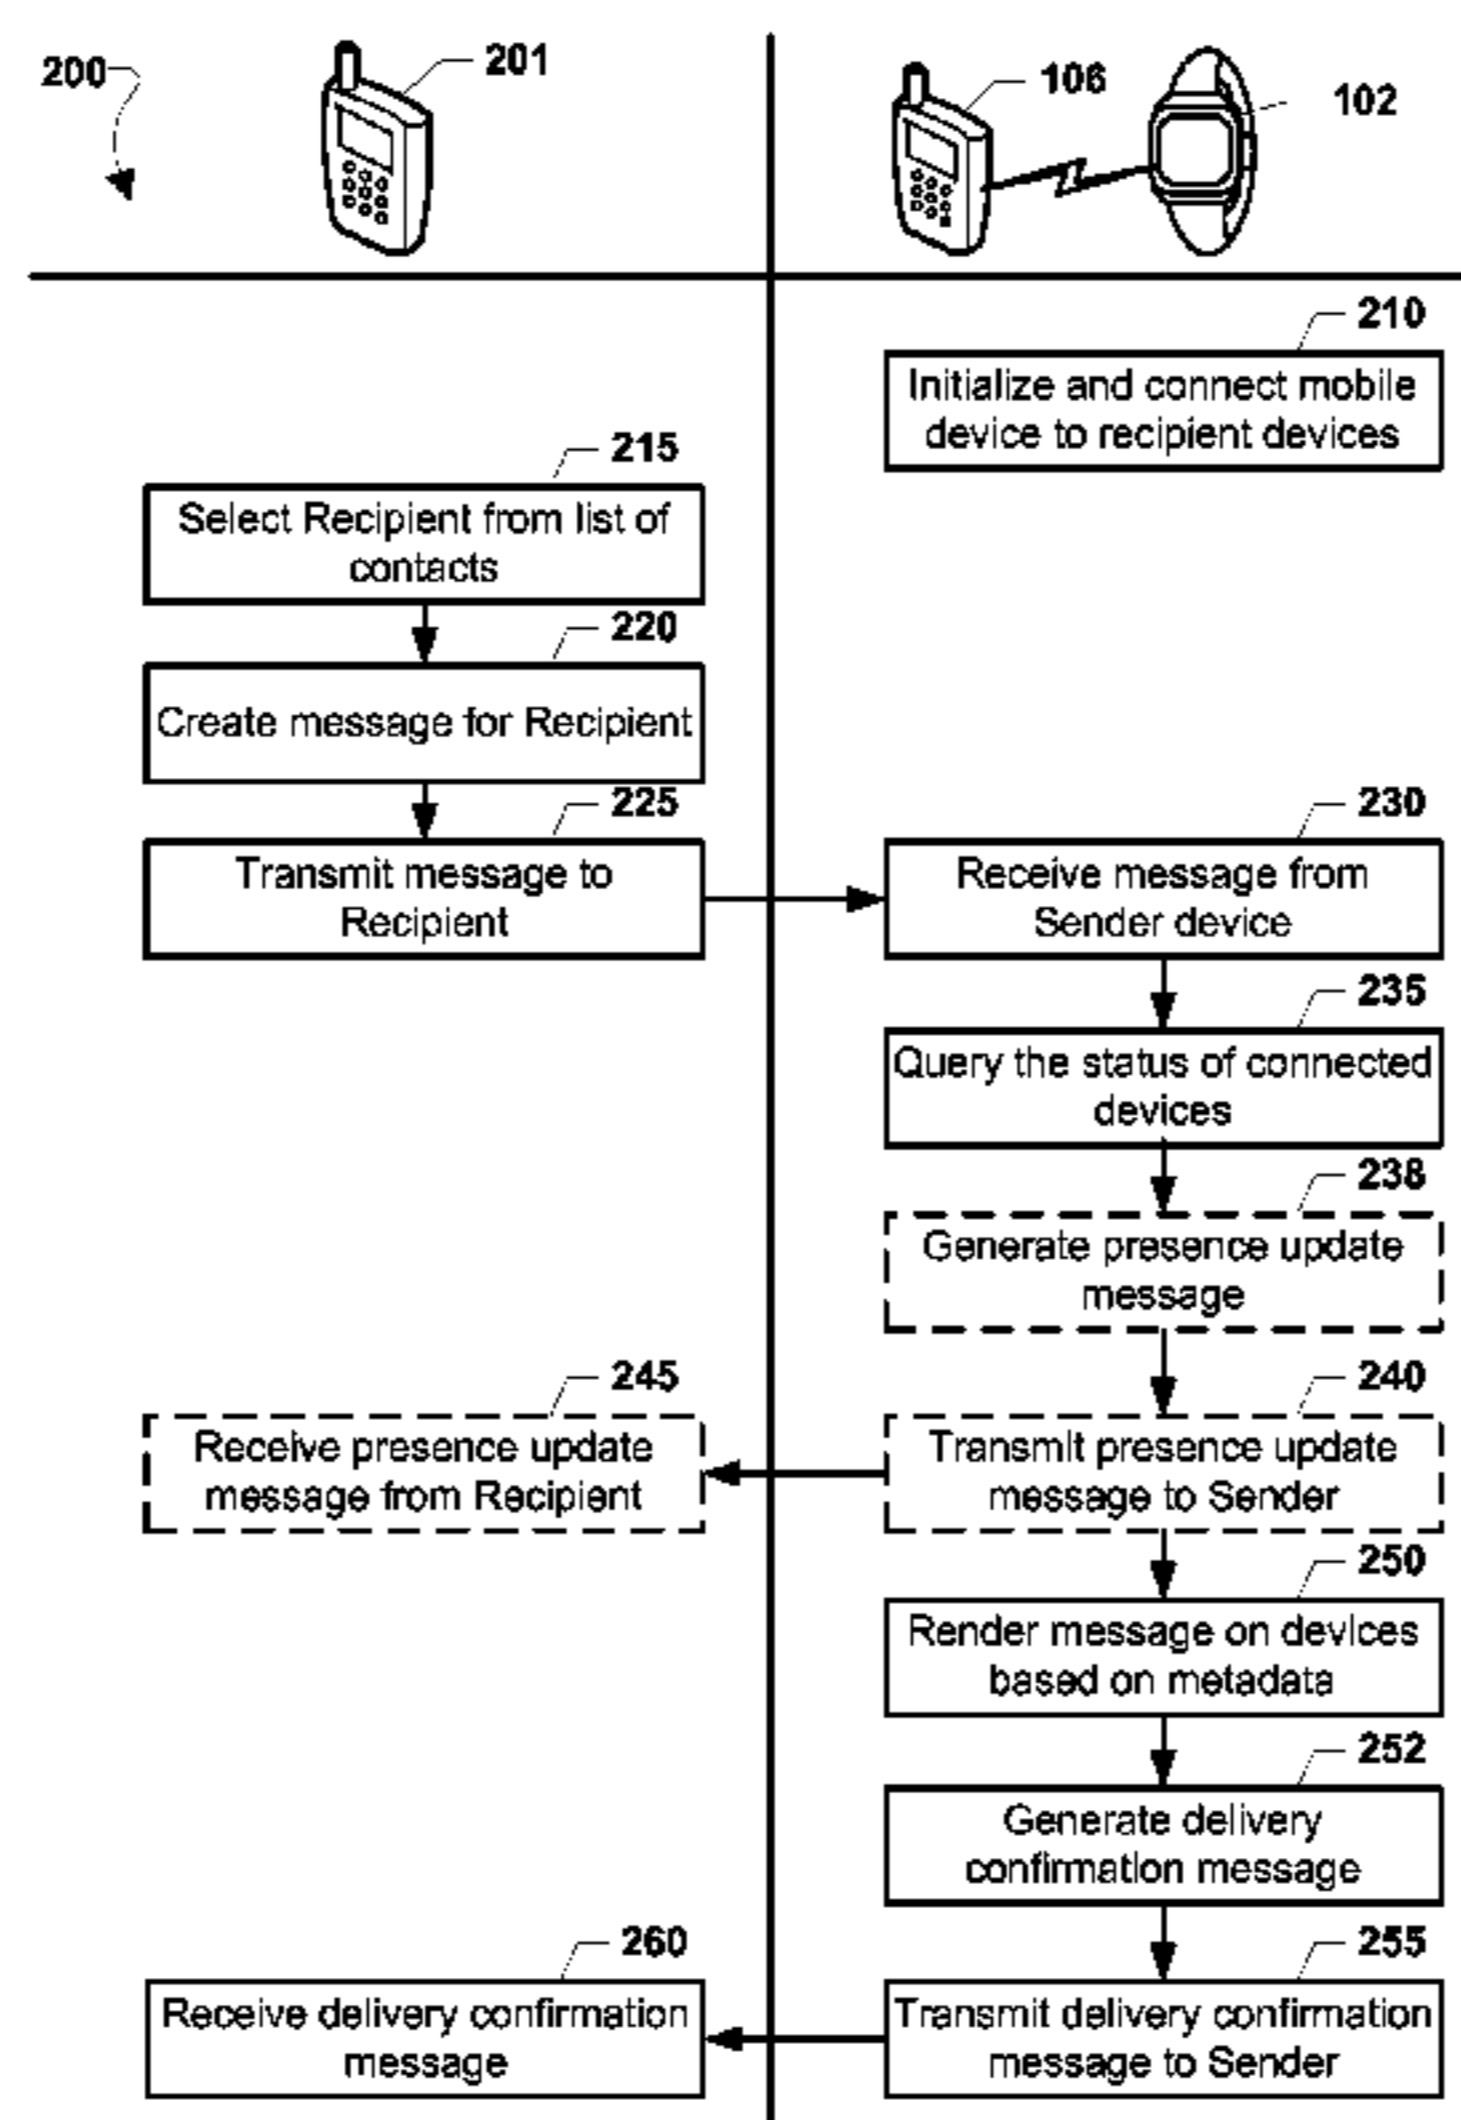 200
201
106
102
210
Initialize and connect mobile
device to recipient devices
215
Select Recipient from list of
contacts
220
Create message for Recipient
225
Transmit message to
Recipient
230
Receive message from
Sender device
235
Query the status of connected
devices
238
Generate presence update
message
240
Transmit presence update
message to Sender
245
Receive presence update
message from Recipient
250
Render message on devices
based on metadata
252
Generate delivery
confirmation message
255
Transmit delivery confirmation
message to Sender
260
Receive delivery confirmation
message